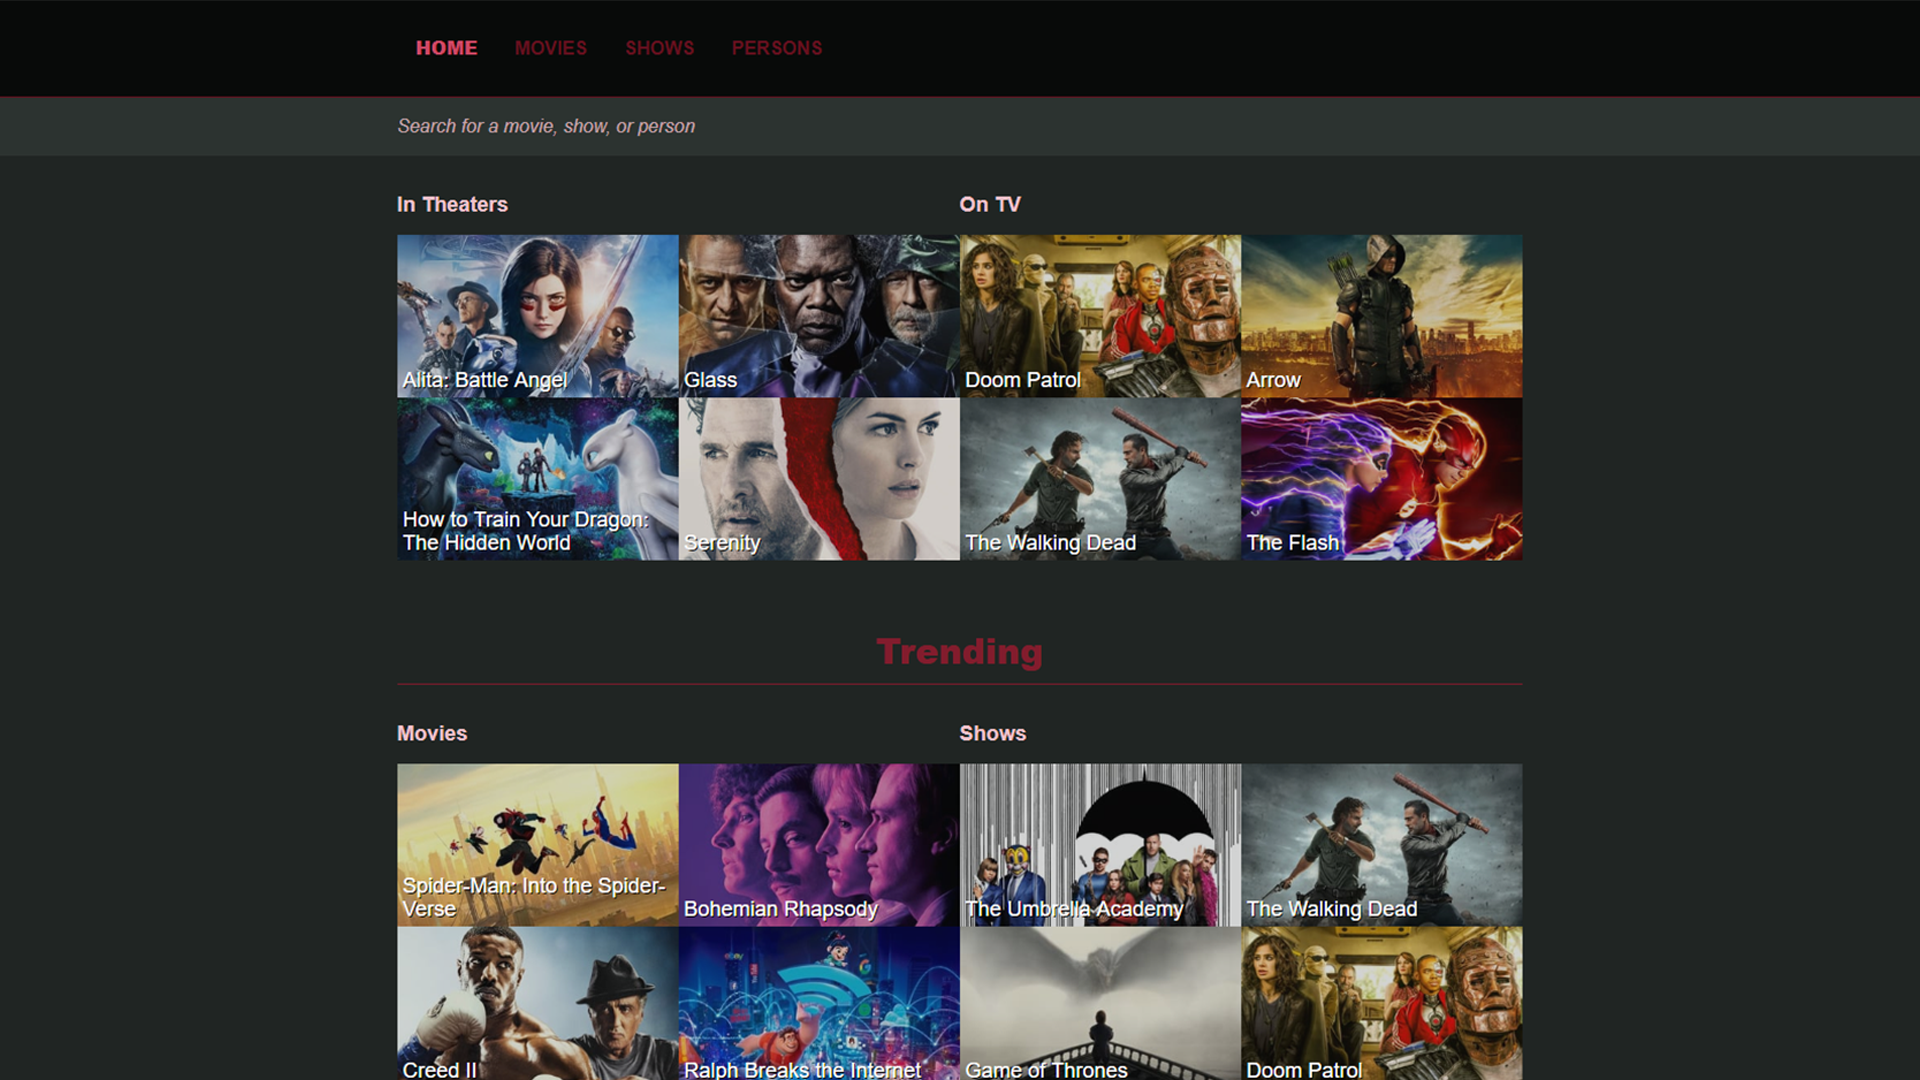 HOME MOVIES SHOWS PERSONS
Search for a movie, show, or person
In Theaters
On TV
Alita: Battle Angel
Glass
Doom Patrol
Arrow
How to Train Your Dragon:
The Hidden World
Serenity
The Walking Dead
The Flash
Trending
Movies
Shows
Spider-Man: Into the Spider-
Verse
Bohemian Rhapsody
The Umbrella Academy
The Walking Dead
Creed II
Ralph Breaks the Internet
Game of Thrones
Doom Patrol